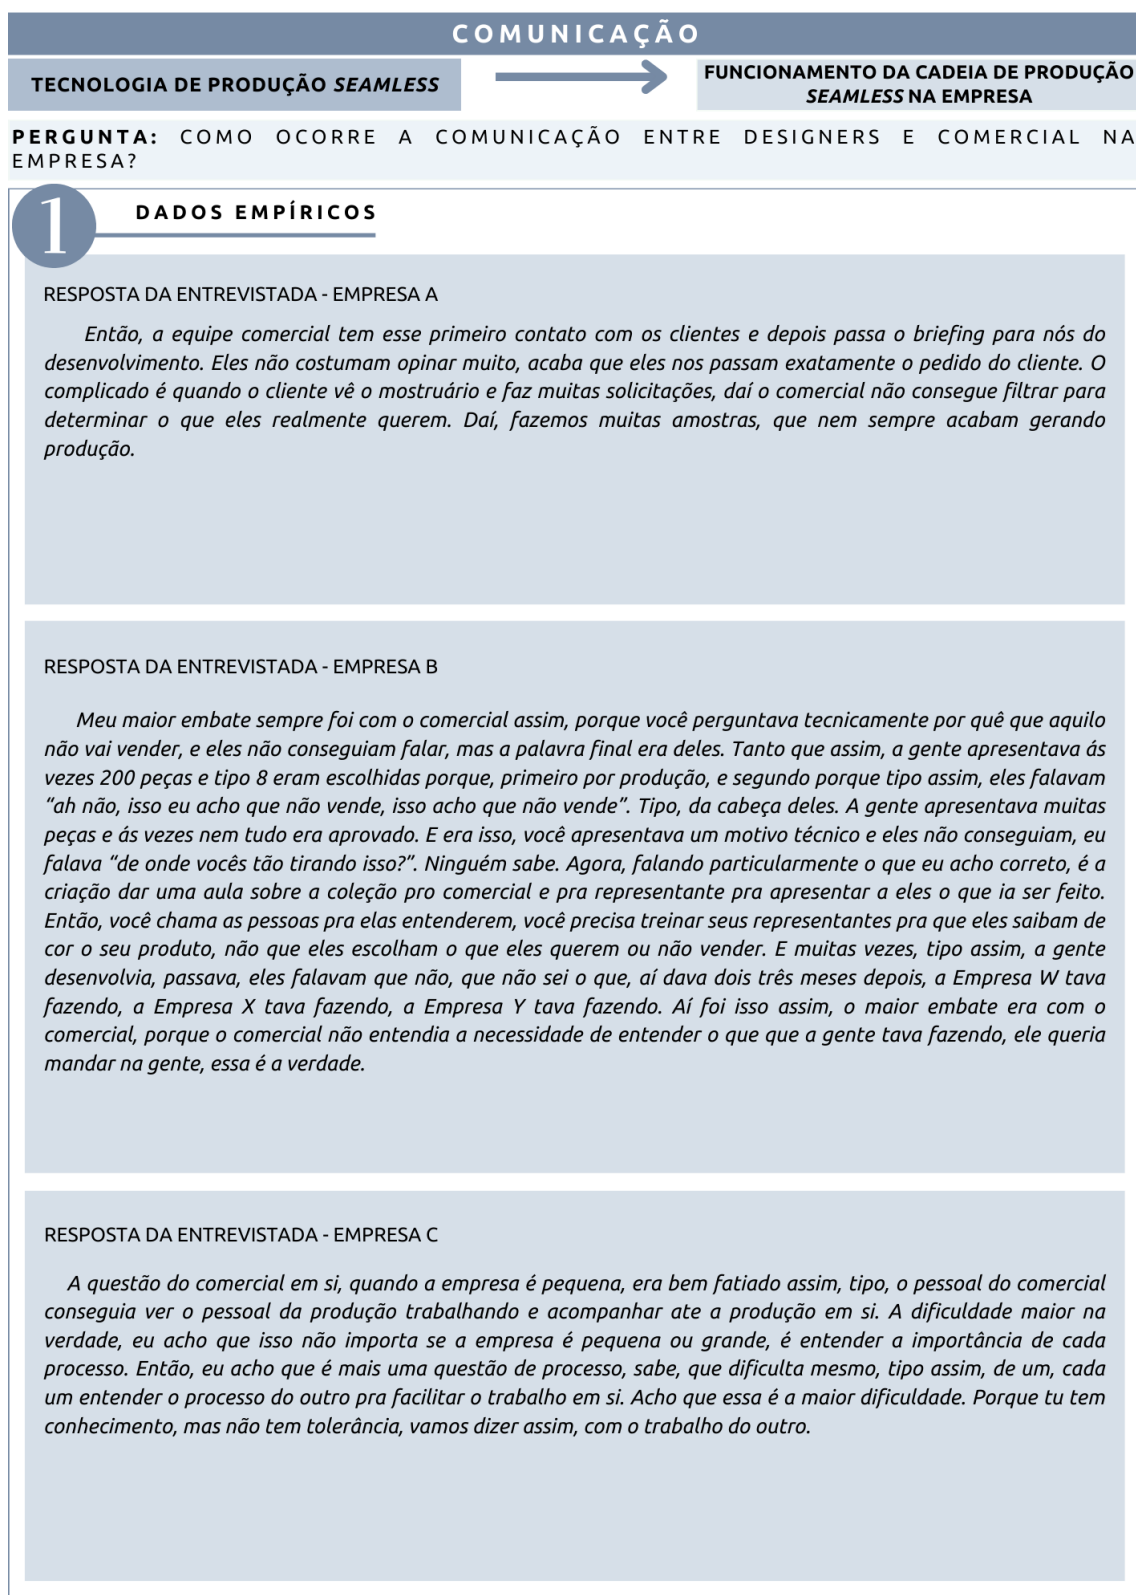 COMUNICAÇÃO
TECNOLOGIA DE PRODUÇÃO SEAMLESS
FUNCIONAMENTO DA CADEIA DE PRODUÇÃO
SEAMLESS NA EMPRESA
PERGUNTA: COMO OCORRE A COMUNICAÇÃO ENTRE DESIGNERS E COMERCIAL NA
EMPRESA?
1
DADOS EMPÍRICOS
RESPOSTA DA ENTREVISTADA - EMPRESA A
Então, a equipe comercial tem esse primeiro contato com os clientes e depois passa o briefing para nós do
desenvolvimento. Eles não costumam opinar muito, acaba que eles nos passam exatamente o pedido do cliente. O
complicado é quando o cliente vê o mostruário e faz muitas solicitações, daí o comercial não consegue filtrar para
determinar o que eles realmente querem. Daí, fazemos muitas amostras, que nem sempre acabam gerando
produção.
RESPOSTA DA ENTREVISTADA - EMPRESA B
Meu maior embate sempre foi com o comercial assim, porque você perguntava tecnicamente por quê que aquilo
não vai vender, e eles não conseguiam falar, mas a palavra final era deles. Tanto que assim, a gente apresentava ás
vezes 200 peças e tipo 8 eram escolhidas porque, primeiro por produção, e segundo porque tipo assim, eles falavam
“ah não, isso eu acho que não vende, isso acho que não vende”. Tipo, da cabeça deles. A gente apresentava muitas
peças e ás vezes nem tudo era aprovado. E era isso, você apresentava um motivo técnico e eles não conseguiam, eu
falava “de onde vocês tão tirando isso?”. Ninguém sabe. Agora, falando particularmente o que eu acho correto, é a
criação dar uma aula sobre a coleção pro comercial e pra representante pra apresentar a eles o que ia ser feito.
Então, você chama as pessoas pra elas entenderem, você precisa treinar seus representantes pra que eles saibam de
cor o seu produto, não que eles escolham o que eles querem ou não vender. E muitas vezes, tipo assim, a gente
desenvolvia, passava, eles falavam que não, que não sei o que, aí dava dois três meses depois, a Empresa W tava
fazendo, a Empresa X tava fazendo, a Empresa Y tava fazendo. Aí foi isso assim, o maior embate era com o
comercial, porque o comercial não entendia a necessidade de entender o que que a gente tava fazendo, ele queria
mandar na gente, essa é a verdade.
RESPOSTA DA ENTREVISTADA - EMPRESA C
A questão do comercial em si, quando a empresa é pequena, era bem fatiado assim, tipo, o pessoal do comercial
conseguia ver o pessoal da produção trabalhando e acompanhar ate a produção em si. A dificuldade maior na
verdade, eu acho que isso não importa se a empresa é pequena ou grande, é entender a importância de cada
processo. Então, eu acho que é mais uma questão de processo, sabe, que dificulta mesmo, tipo assim, de um, cada
um entender o processo do outro pra facilitar o trabalho em si. Acho que essa é a maior dificuldade. Porque tu tem
conhecimento, mas não tem tolerância, vamos dizer assim, com o trabalho do outro.